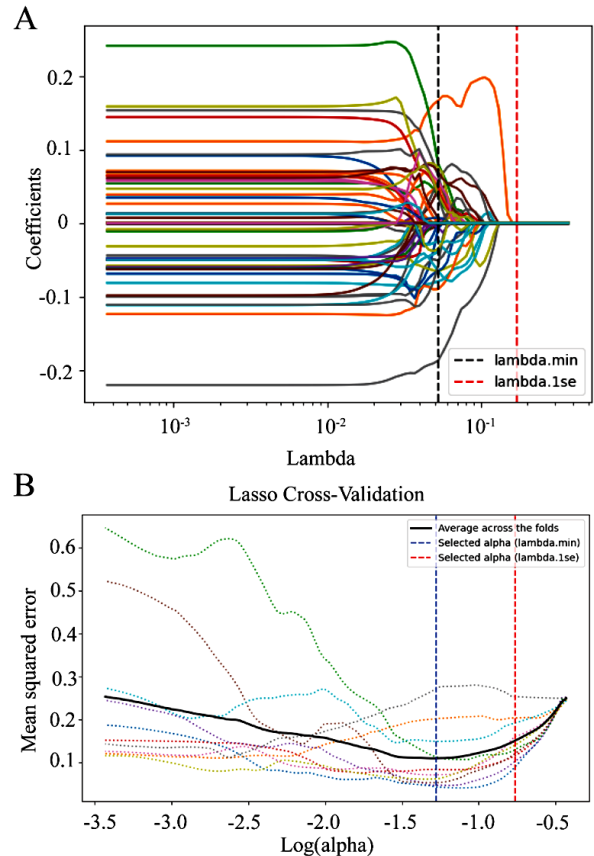 A
0.2
0.1
0
-0.1
-0.2
Coefficients
lambda.min
lambda.1se
10-3 10-2 10-1
Lambda
B
Lasso Cross-Validation
Average across the folds
Selected alpha (lambda.min)
Selected alpha (lambda.1se)
0.6
0.5
0.4
0.3
0.2
0.1
Mean squared error
-3.5 -3.0 -2.5 -2.0 -1.5 -1.0 -0.5
Log(alpha)